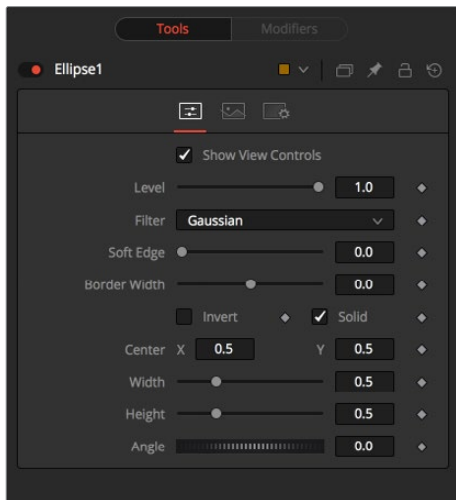 Tools Modifiers
Ellipse1
Show View Controls
Level 1.0
Filter Gaussian
Soft Edge 0.0
Border Width 0.0
Invert Solid
Center X 0.5 Y 0.5
Width 0.5
Height 0.5
Angle 0.0